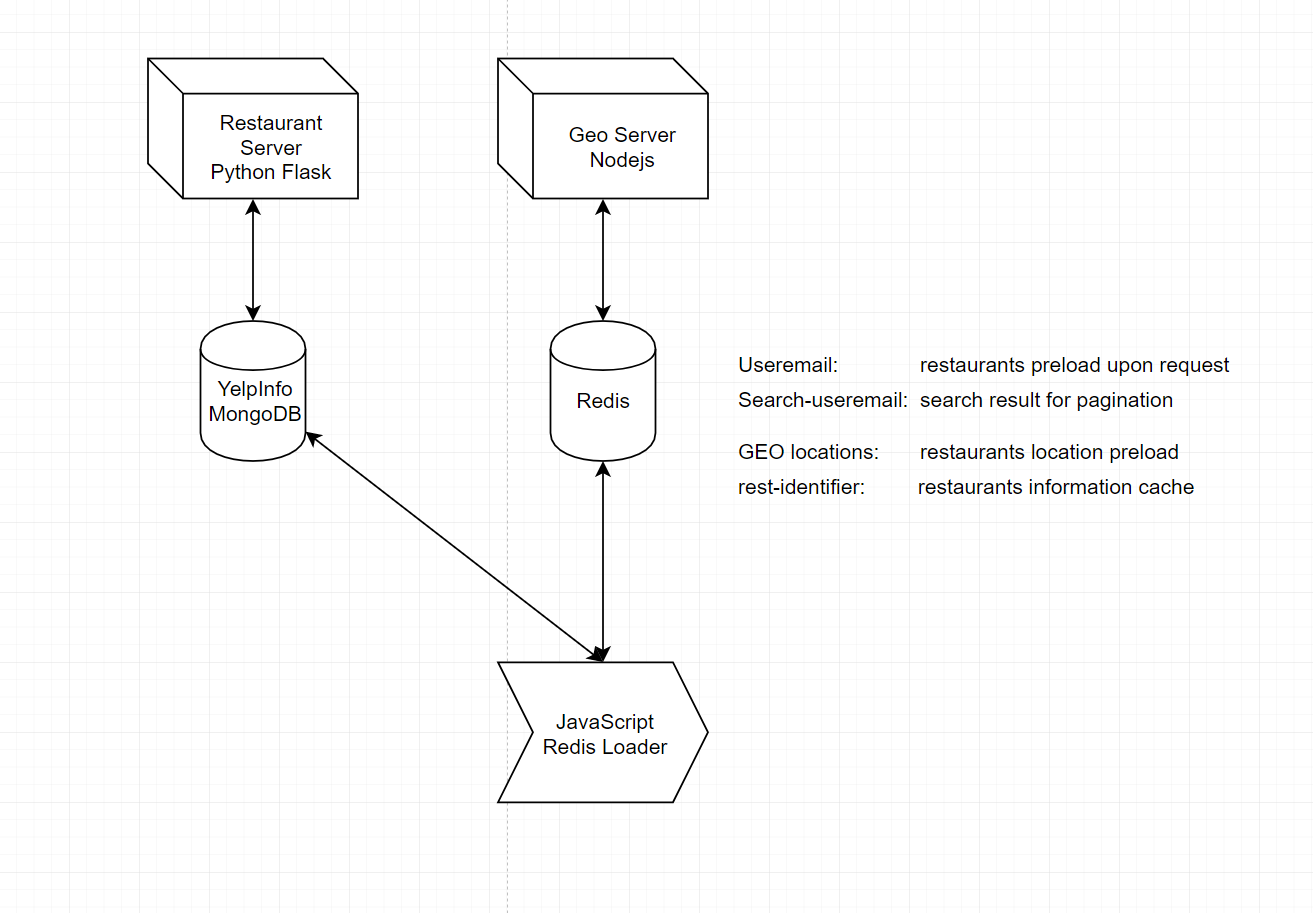 Restaurant
Server
Python Flask
Geo Server
Nodejs
YelpInfo
MongoDB
Redis
Useremail: restaurants preload upon request
Search-useremail: search result for pagination
GEO locations: restaurants location preload
rest-identifier: restaurants information cache
JavaScript
Redis Loader